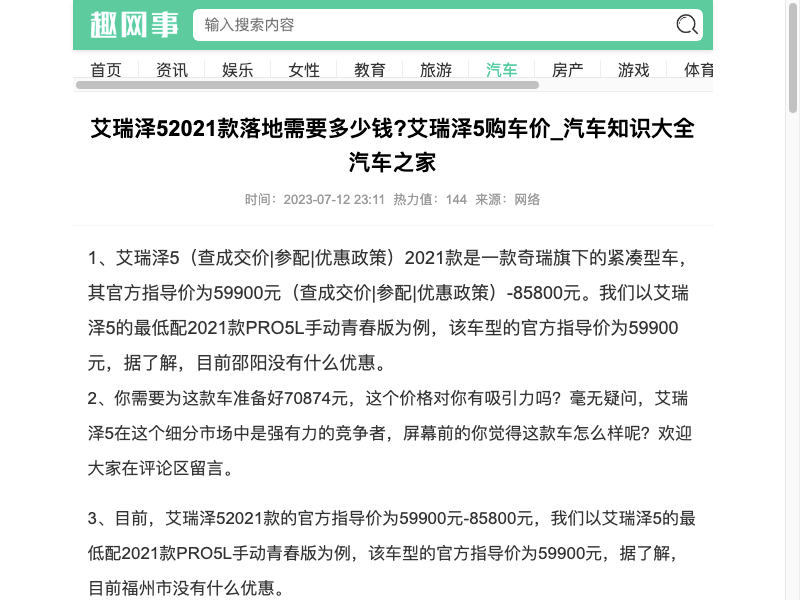 趣网事
输入搜索内容
首页 资讯 娱乐 女性 教育 旅游 汽车 房产 游戏 体育
艾瑞泽52021款落地需要多少钱?艾瑞泽5购车价_汽车知识大全
汽车之家
时间：2023-07-12 23:11 热力值：144 来源：网络
1、艾瑞泽5（查成交价|参配|优惠政策）2021款是一款奇瑞旗下的紧凑型车，
其官方指导价为59900元（查成交价|参配|优惠政策）-85800元。我们以艾瑞
泽5的最低配2021款PRO5L手动青春版为例，该车型的官方指导价为59900
元，据了解，目前邵阳没有什么优惠。
2、你需要为这款车准备好70874元，这个价格对你有吸引力吗？毫无疑问，艾瑞
泽5在这个细分市场中是强有力的竞争者，屏幕前的你觉得这款车怎么样呢？欢迎
大家在评论区留言。
3、目前，艾瑞泽52021款的官方指导价为59900元-85800元，我们以艾瑞泽5的最
低配2021款PRO5L手动青春版为例，该车型的官方指导价为59900元，据了解，
目前福州市没有什么优惠。